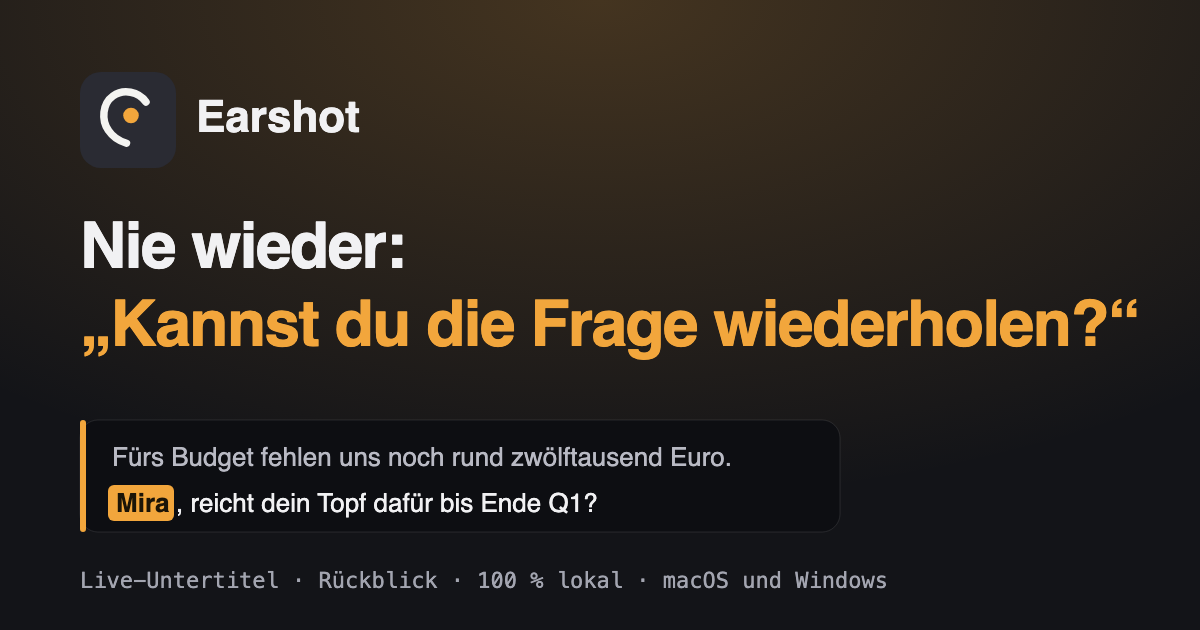 Earshot
Nie wieder:
„Kannst du die Frage wiederholen?“
Fürs Budget fehlen uns noch rund zwölftausend Euro.
Mira, reicht dein Topf dafür bis Ende Q1?
Live-Untertitel · Rückblick · 100 % lokal · macOS und Windows